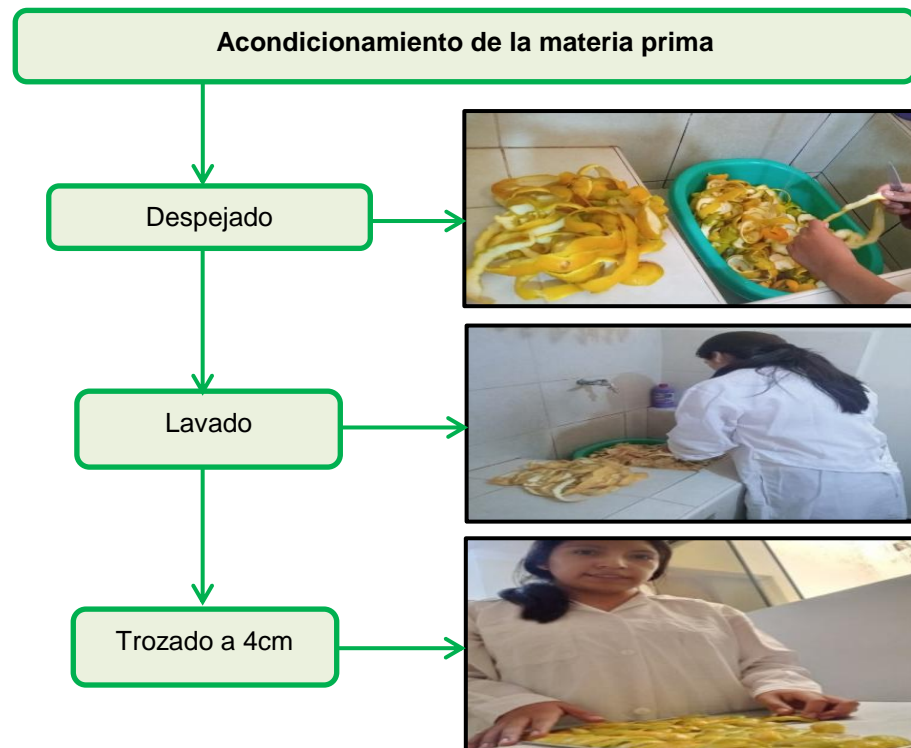 Acondicionamiento de la materia prima
Despejado
Lavado
Trozado a 4cm